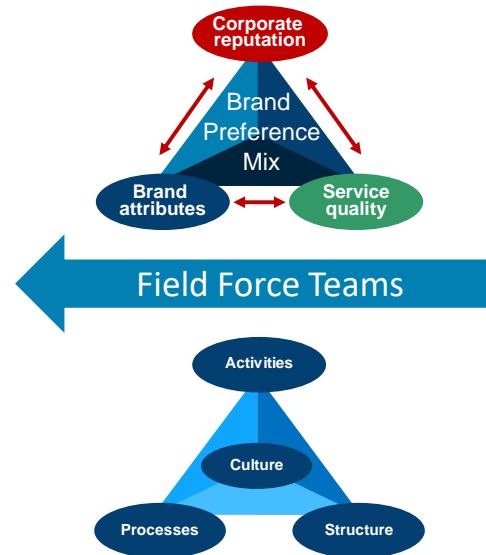 Corporate
reputation
Brand
Preference
Mix
Brand
attributes
Service
quality
Field Force Teams
Activities
Culture
Processes
Structure